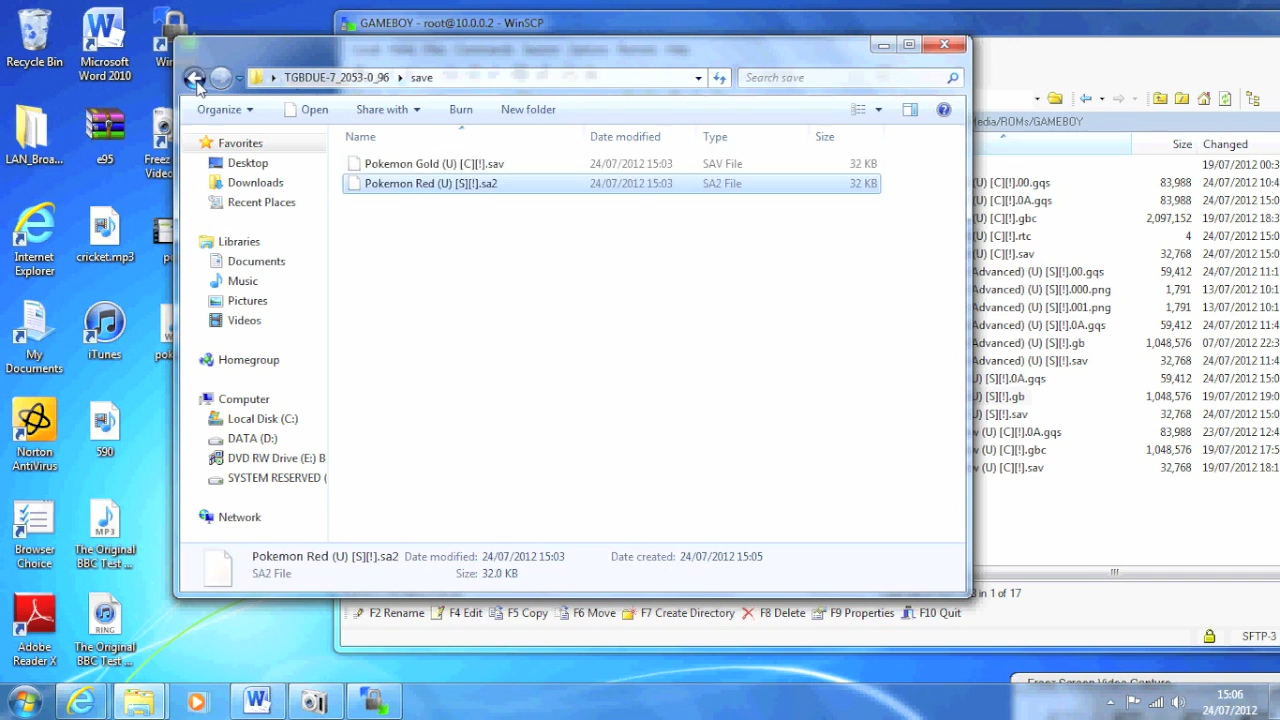 GAMEBOY - root@10.0.0.2 - WinSCP
Recycle Bin
Microsoft
Word 2010
LAN_Broa...
e95
Freez
Video
Internet
Explorer
cricket.mp3
My
Documents
iTunes
Norton
AntiVirus
590
Browser
Choice
The Original
BBC Test ...
Adobe
Reader X
RING
The Original
BBC Test ...
TGBDUE-7_2053-0_96 save
Search save
Organize Open Share with Burn New folder
Name Date modified Type Size
Pokemon Gold (U) [C][!].sav 24/07/2012 15:03 SAV File 32 KB
Pokemon Red (U) [S][!].sa2 24/07/2012 15:03 SA2 File 32 KB
Favorites
Desktop
Downloads
Recent Places
Libraries
Documents
Music
Pictures
Videos
Homegroup
Computer
Local Disk (C:)
DATA (D:)
DVD RW Drive (E:) B
SYSTEM RESERVED (
Network
Pokemon Red (U) [S][!].sa2 Date modified: 24/07/2012 15:03 Date created: 24/07/2012 15:05
SA2 File Size: 32.0 KB
edia/ROMs/GAMEBOY
Size Changed
19/07/2012 00:3
(U) [C][!].00.gqs 83,988 24/07/2012 10:4
(U) [C][!].0A.gqs 83,988 24/07/2012 15:0
(U) [C][!].gbc 2,097,152 19/07/2012 18:3
(U) [C][!].rtc 4 24/07/2012 15:0
(U) [C][!].sav 32,768 24/07/2012 15:0
Advanced) (U) [S][!].00.gqs 59,412 24/07/2012 11:4
Advanced) (U) [S][!].000.png 1,791 13/07/2012 10:1
Advanced) (U) [S][!].001.png 1,791 13/07/2012 10:1
Advanced) (U) [S][!].0A.gqs 59,412 24/07/2012 11:4
Advanced) (U) [S][!].gb 1,048,576 07/07/2012 22:3
Advanced) (U) [S][!].sav 32,768 24/07/2012 11:4
U) [S][!].0A.gqs 59,412 24/07/2012 15:0
U) [S][!].gb 1,048,576 19/07/2012 19:0
U) [S][!].sav 32,768 24/07/2012 15:0
w (U) [C][!].0A.gqs 83,988 23/07/2012 12:4
w (U) [C][!].gbc 1,048,576 19/07/2012 17:5
w (U) [C][!].sav 32,768 19/07/2012 18:1
in 1 of 17
F2 Rename F4 Edit F5 Copy F6 Move F7 Create Directory F8 Delete F9 Properties F10 Quit
SFTP-3
Freez Screen Video Capture
15:06
24/07/2012